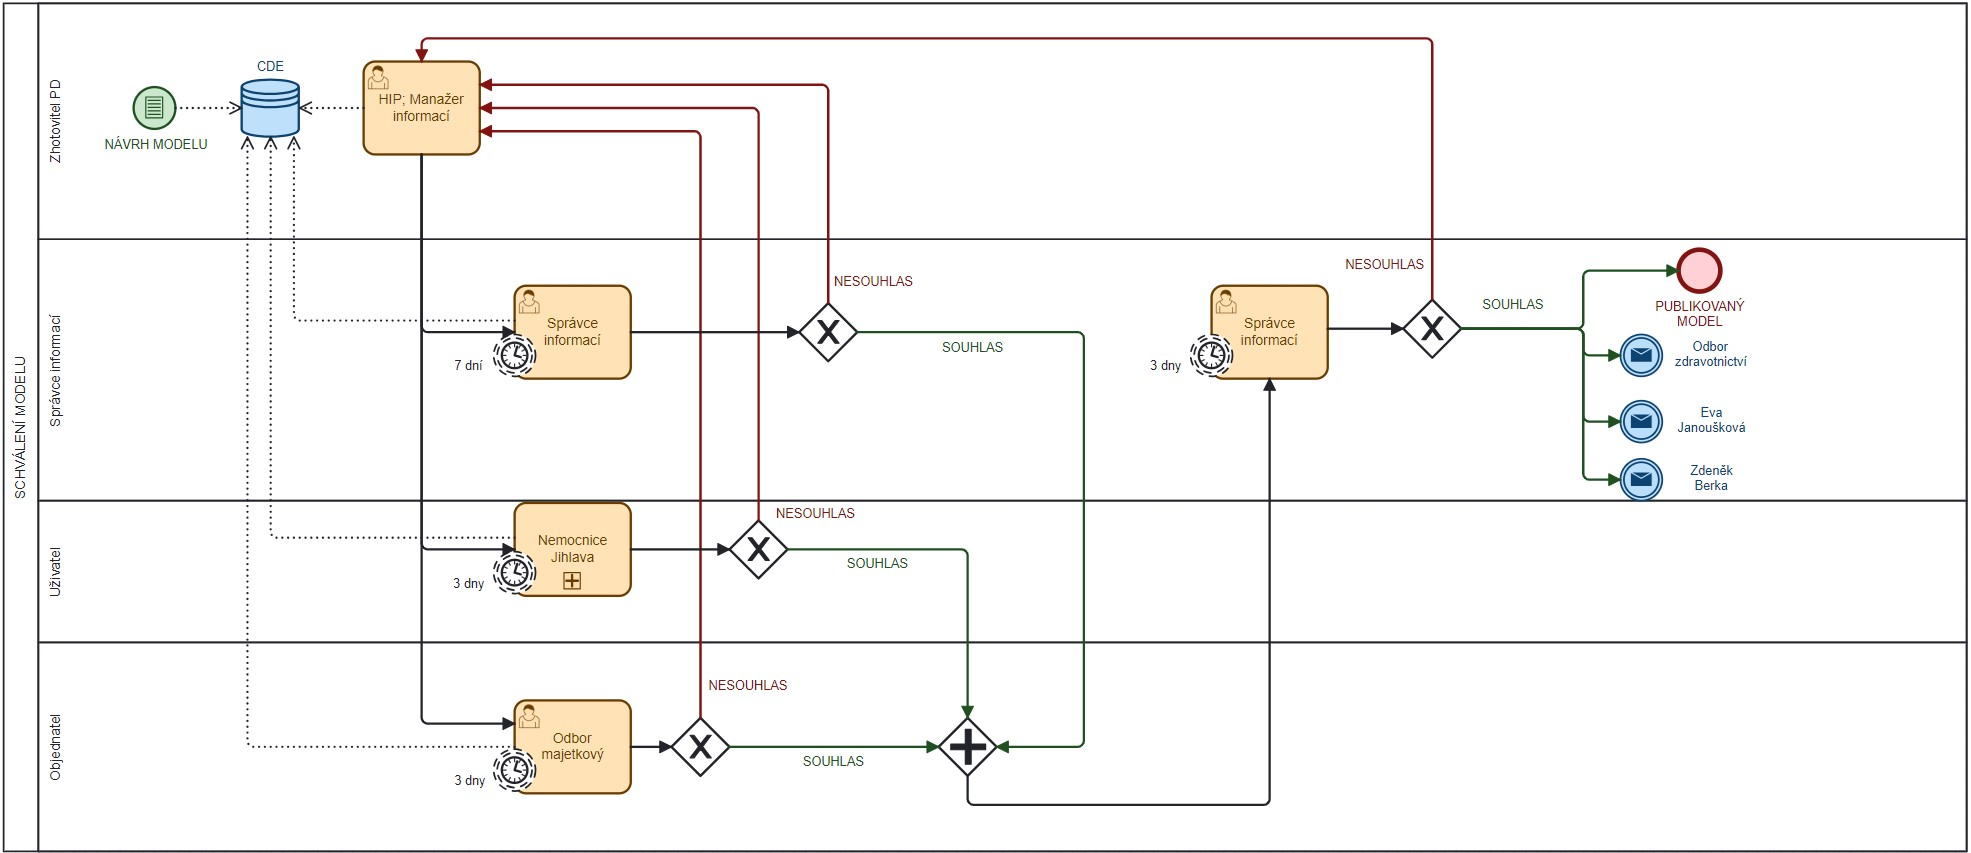 SCHVÁLENÍ MODELU
Zhotovitel PD
NÁVRH MODELU
CDE
HIP; Manažer
informací
Správce informací
Správce
informací
7 dní
NESOUHLAS
SOUHLAS
Správce
informací
3 dny
NESOUHLAS
SOUHLAS
PUBLIKOVANÝ
MODEL
Odbor
zdravotnictví
Eva
Janoušková
Zdeněk
Berka
Uživatel
Nemocnice
Jihlava
3 dny
NESOUHLAS
SOUHLAS
Objednatel
Odbor
majetkový
3 dny
NESOUHLAS
SOUHLAS